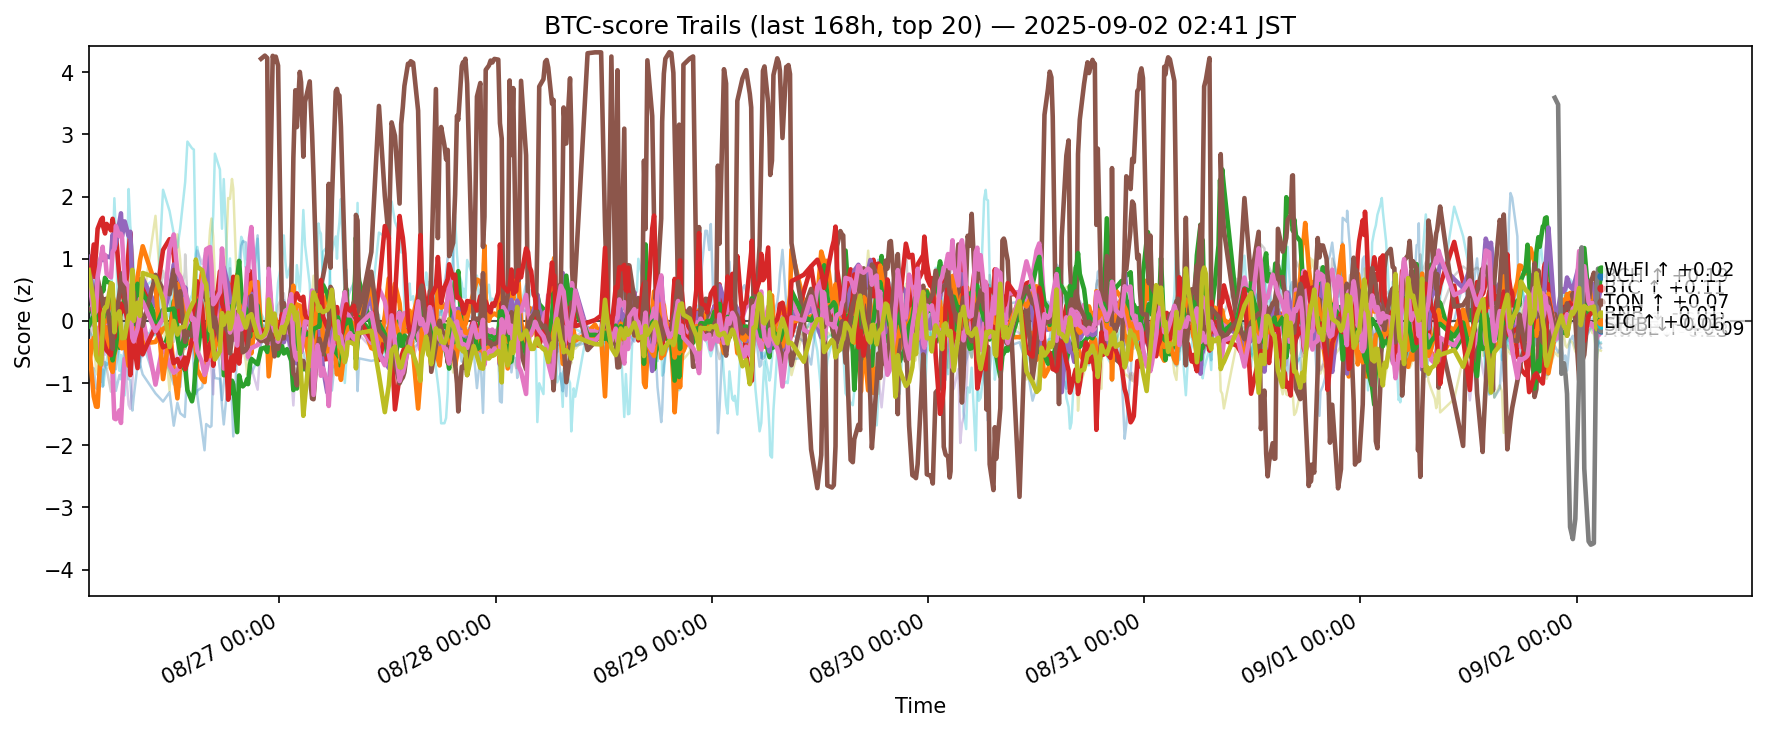 BTC-score Trails (last 168h, top 20) — 2025-09-02 02:41 JST
Score (z)
4
3
2
1
0
−1
−2
−3
−4
WLFI ↑ +0.02
BTC ↑ +0.11
TON ↑ +0.07
LTC ↑ +0.01
08/27 00:00
08/28 00:00
08/29 00:00
08/30 00:00
08/31 00:00
09/01 00:00
09/02 00:00
Time